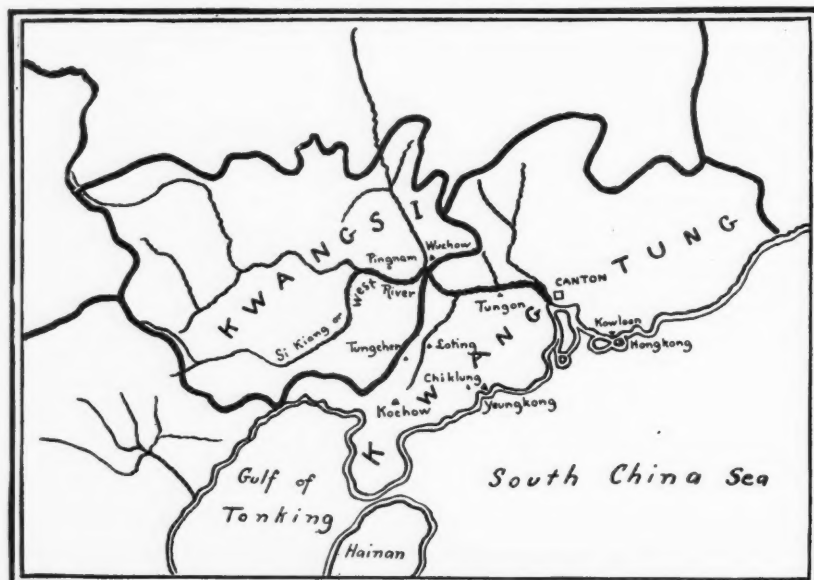 KWANGSI
KWANG
TUNG
Pingnam
Wuchow
Si Kiang or West River
CANTON
Tungon
Kowloon
Hongkong
Tungchen
Loting
Chiklung
Kochow
Yeungkong
Gulf of
Tonking
South China Sea
Hainan